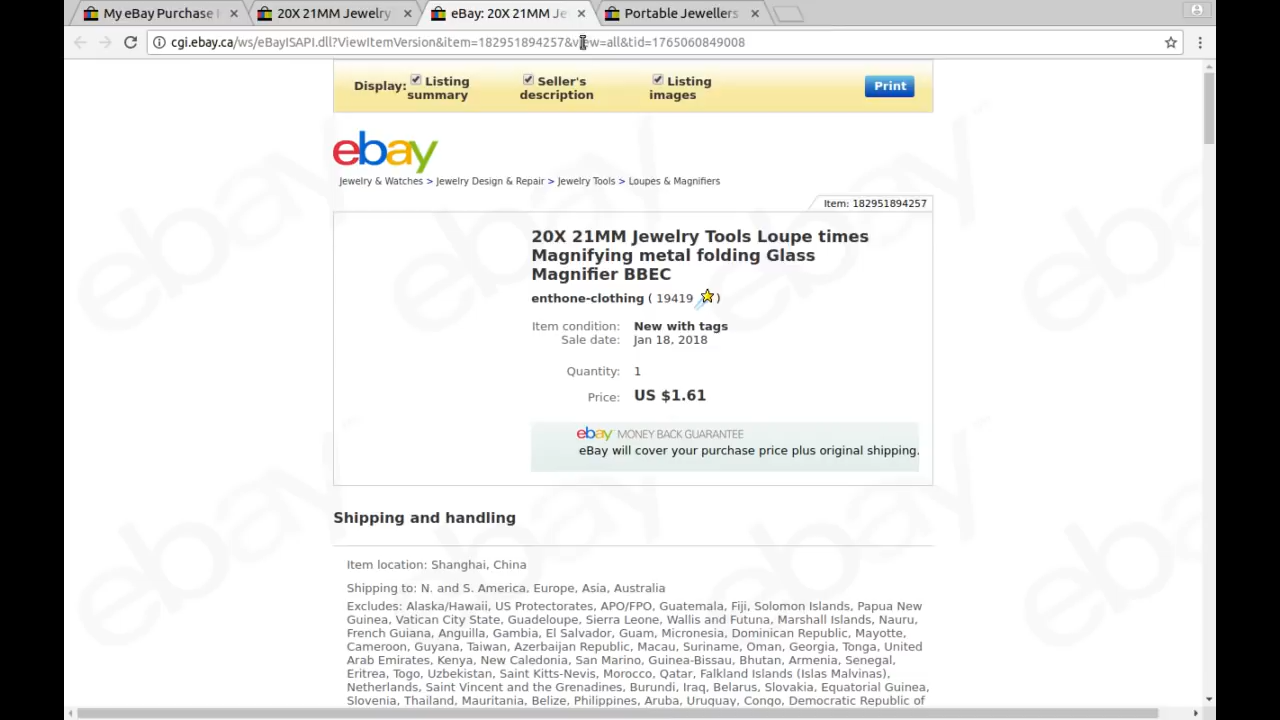 My eBay Purchase
20X 21MM Jewelry
eBay: 20X 21MM Je
Portable Jewellers
cgi.ebay.ca/ws/eBayISAPI.dll?ViewItemVersion&item=182951894257&view=all&tid=1765060849008
Display:
Listing summary
Seller's description
Listing images
Print
ebay
Jewelry & Watches > Jewelry Design & Repair > Jewelry Tools > Loupes & Magnifiers
Item: 182951894257
20X 21MM Jewelry Tools Loupe times
Magnifying metal folding Glass
Magnifier BBEC
enthone-clothing ( 19419 )
Item condition: New with tags
Sale date: Jan 18, 2018
Quantity: 1
Price: US $1.61
ebay MONEY BACK GUARANTEE
eBay will cover your purchase price plus original shipping.
Shipping and handling
Item location: Shanghai, China
Shipping to: N. and S. America, Europe, Asia, Australia
Excludes: Alaska/Hawaii, US Protectorates, APO/FPO, Guatemala, Fiji, Solomon Islands, Papua New
Guinea, Vatican City State, Guadeloupe, Sierra Leone, Wallis and Futuna, Marshall Islands, Nauru,
French Guiana, Anguilla, Gambia, El Salvador, Guam, Micronesia, Dominican Republic, Mayotte,
Cameroon, Guyana, Taiwan, Azerbaijan Republic, Macau, Suriname, Oman, Georgia, Tonga, United
Arab Emirates, Kenya, New Caledonia, San Marino, Guinea-Bissau, Bhutan, Armenia, Senegal,
Eritrea, Togo, Uzbekistan, Saint Kitts-Nevis, Morocco, Qatar, Falkland Islands (Islas Malvinas),
Netherlands, Saint Vincent and the Grenadines, Burundi, Iraq, Belarus, Slovakia, Equatorial Guinea,
Slovenia, Thailand, Mauritania, Belize, Philippines, Aruba, Uruguay, Congo, Democratic Republic of